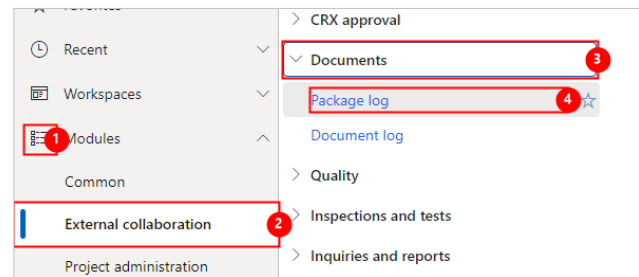 Favorites
Recent
Workspaces
1
Modules
Common
External collaboration
2
Project administration
CRX approval
Documents
3
Package log
4
Document log
Quality
Inspections and tests
Inquiries and reports